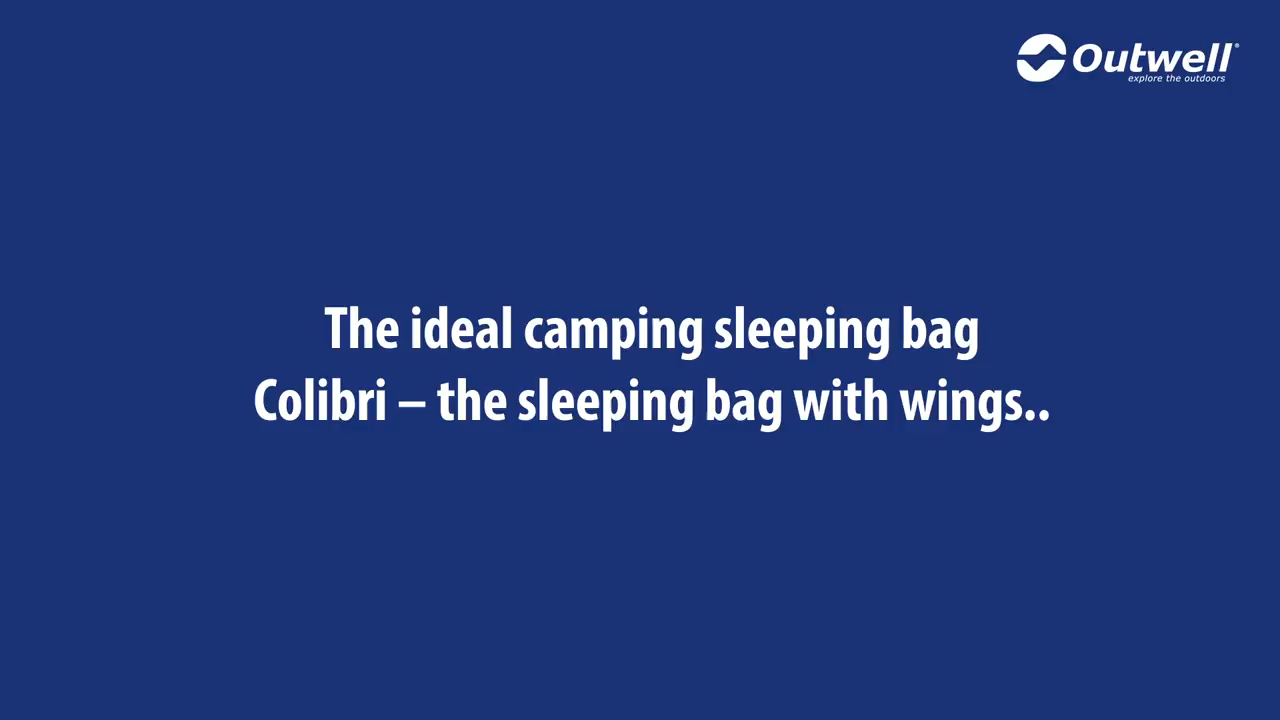 Outwell®
explore the outdoors
The ideal camping sleeping bag
Colibri – the sleeping bag with wings..